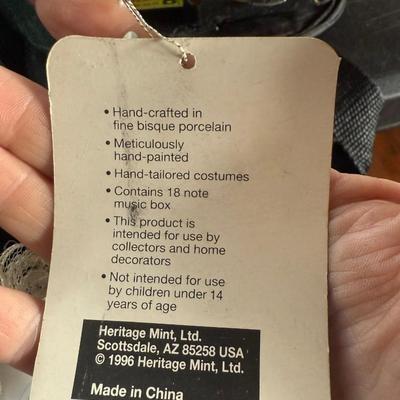 • Hand-crafted in
fine bisque porcelain
• Meticulously
hand-painted
• Hand-tailored costumes
• Contains 18 note
music box
• This product is
intended for use by
collectors and home
decorators
• Not intended for use
by children under 14
years of age
Heritage Mint, Ltd.
Scottsdale, AZ 85258 USA
© 1996 Heritage Mint, Ltd.
Made in China